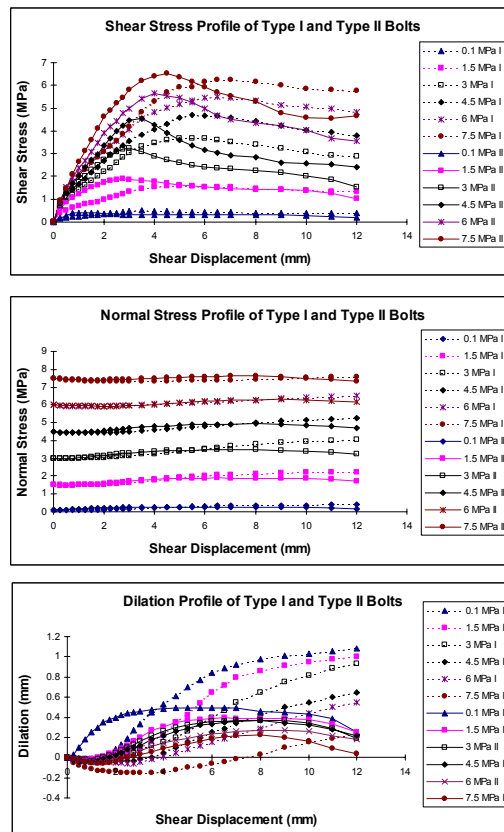 Shear Stress Profile of Type I and Type II Bolts
Shear Stress (MPa)
7
6
5
4
3
2
1
0
0 2 4 6 8 10 12 14
Shear Displacement (mm)
0.1 MPa I
1.5 MPa I
3 MPa I
4.5 MPa I
6 MPa I
7.5 MPa I
0.1 MPa II
1.5 MPa II
3 MPa II
4.5 MPa II
6 MPa II
7.5 MPa II
Normal Stress Profile of Type I and Type II Bolts
Normal Stress (MPa)
9
8
7
6
5
4
3
2
1
0
0 2 4 6 8 10 12 14
Shear Displacement (mm)
0.1 MPa I
1.5 MPa I
3 MPa I
4.5 MPa I
6 MPa I
7.5 MPa I
0.1 MPa II
1.5 MPa II
3 MPa II
4.5 MPa II
6 MPa II
7.5 MPa II
Dilation Profile of Type I and Type II Bolts
Dilation (mm)
1.2
1
0.8
0.6
0.4
0.2
0
-0.2
-0.4
0 2 4 6 8 10 12 14
Shear Displacement (mm)
0.1 MPa I
1.5 MPa I
3 MPa I
4.5 MPa I
6 MPa I
7.5 MPa I
0.1 MPa I
1.5 MPa I
3 MPa II
4.5 MPa I
6 MPa II
7.5 MPa I